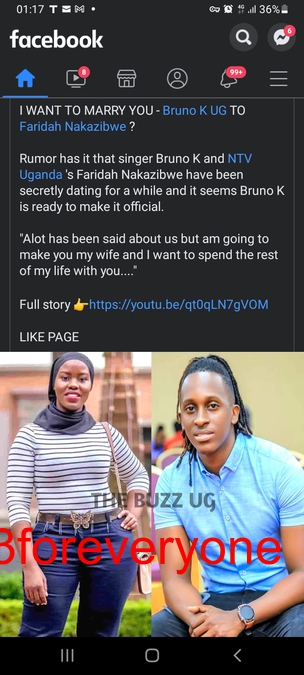 01:17
36%
facebook
6
8
99+
I WANT TO MARRY YOU - Bruno K UG TO
Faridah Nakazibwe ?
Rumor has it that singer Bruno K and NTV
Uganda 's Faridah Nakazibwe have been
secretly dating for a while and it seems Bruno K
is ready to make it official.
"Alot has been said about us but am going to
make you my wife and I want to spend the rest
of my life with you...."
Full story 👉https://youtu.be/qt0qLN7gVOM
LIKE PAGE
THE BUZZ UG
3foreveryone